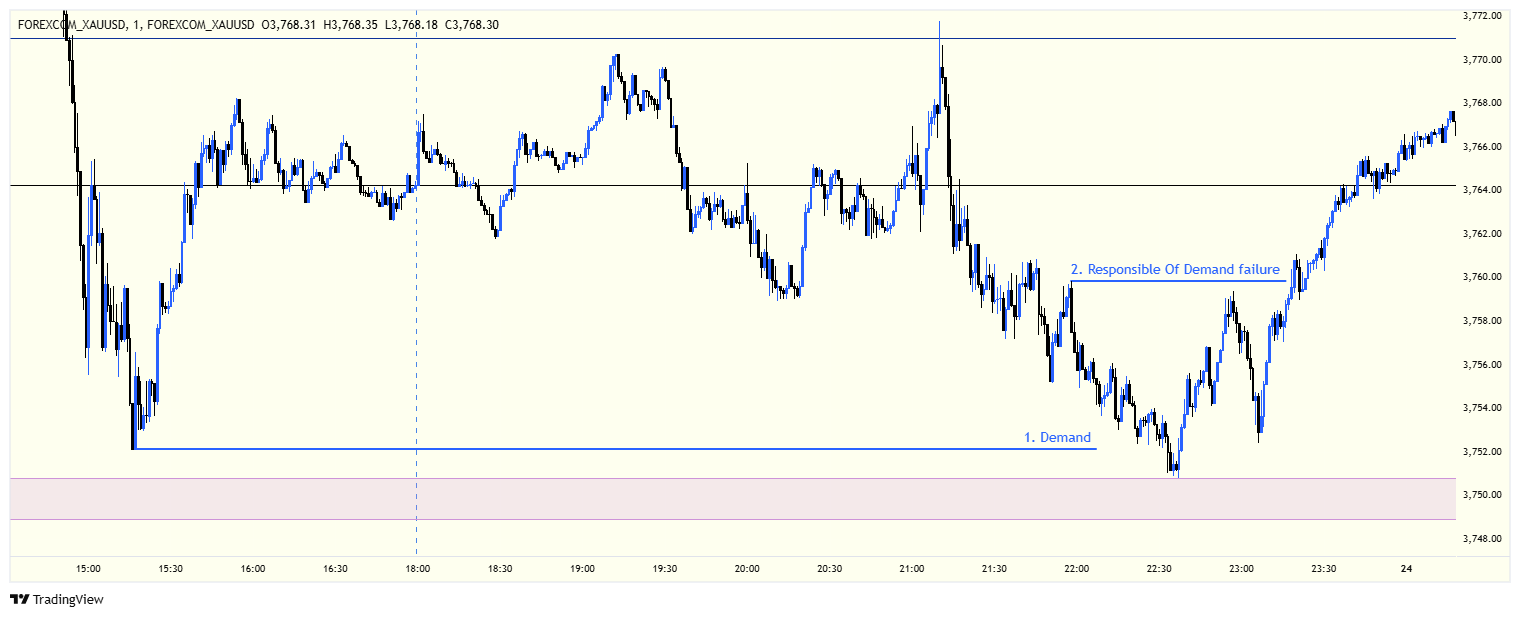 FOREXCOM_XAUUSD, 1, FOREXCOM_XAUUSD O3,768.31 H3,768.35 L3,768.18 C3,768.30
3,772.00
3,770.00
3,768.00
3,766.00
3,764.00
3,762.00
2. Responsible Of Demand failure
3,760.00
3,758.00
3,756.00
3,754.00
1. Demand
3,752.00
3,750.00
3,748.00
15:00 15:30 16:00 16:30 18:00 18:30 19:00 19:30 20:00 20:30 21:00 21:30 22:00 22:30 23:00 23:30 24
TradingView